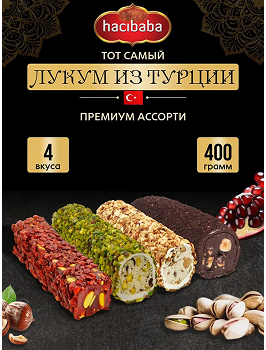 hacıbaba
ТОТ САМЫЙ
ЛУКУМ ИЗ ТУРЦИИ
ПРЕМИУМ АССОРТИ
4
вкуса
400
грамм